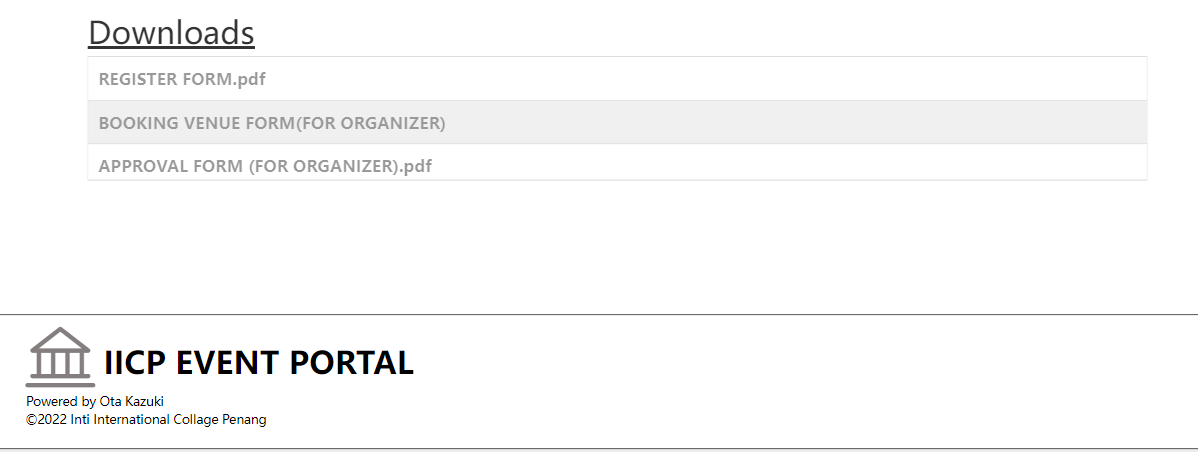 Downloads
REGISTER FORM.pdf
BOOKING VENUE FORM(FOR ORGANIZER)
APPROVAL FORM (FOR ORGANIZER).pdf
IICP EVENT PORTAL
Powered by Ota Kazuki
©2022 Inti International Collage Penang